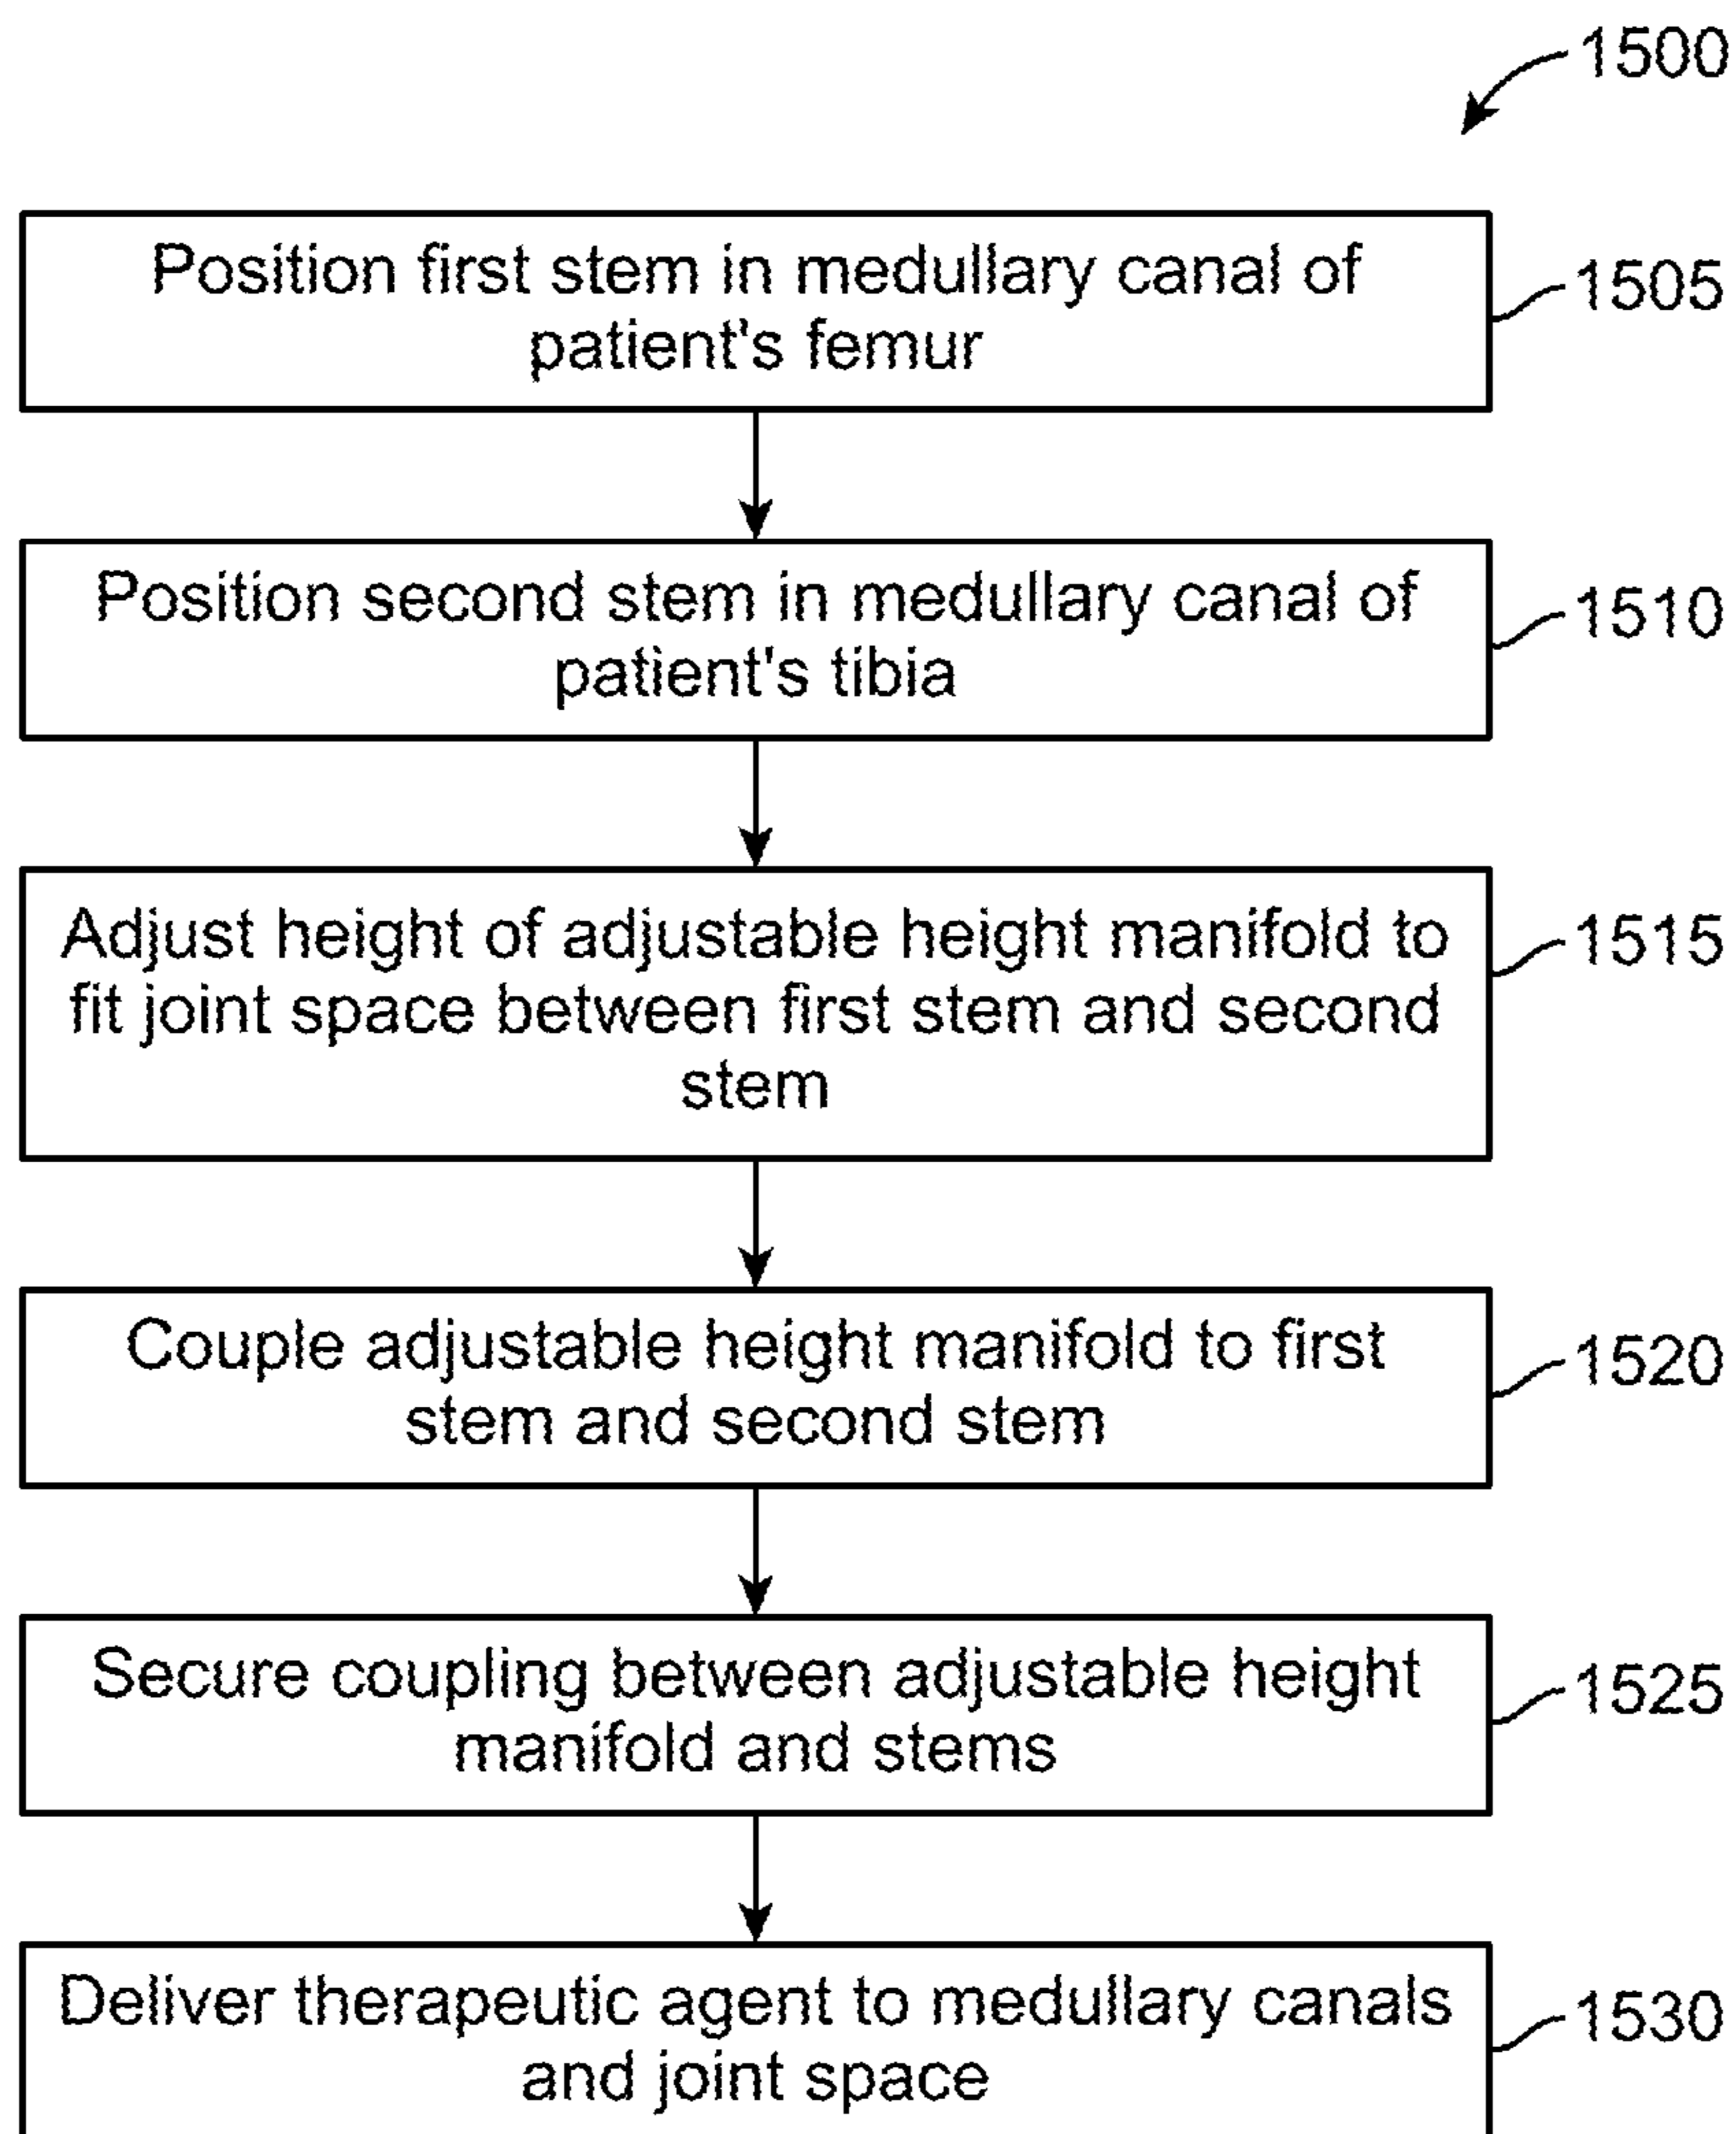 1500
Position first stem in medullary canal of
patient's femur
1505
Position second stem in medullary canal of
patient's tibia
1510
Adjust height of adjustable height manifold to
fit joint space between first stem and second
stem
1515
Couple adjustable height manifold to first
stem and second stem
1520
Secure coupling between adjustable height
manifold and stems
1525
Deliver therapeutic agent to medullary canals
and joint space
1530